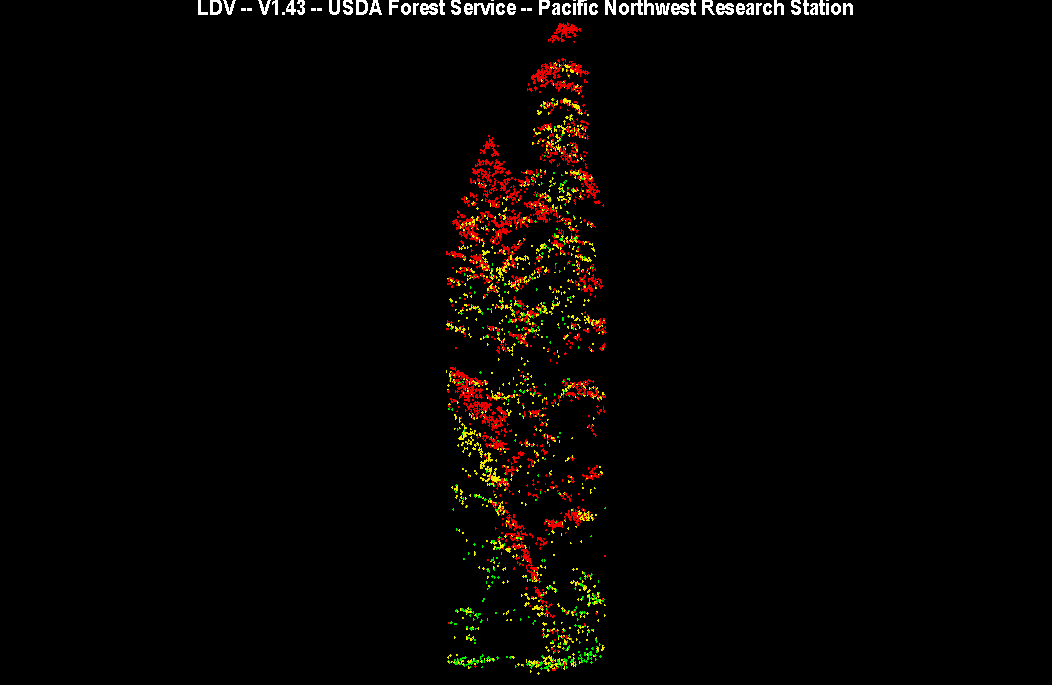 LDV -- V1.43 -- USDA Forest Service -- Pacific Northwest Research Station